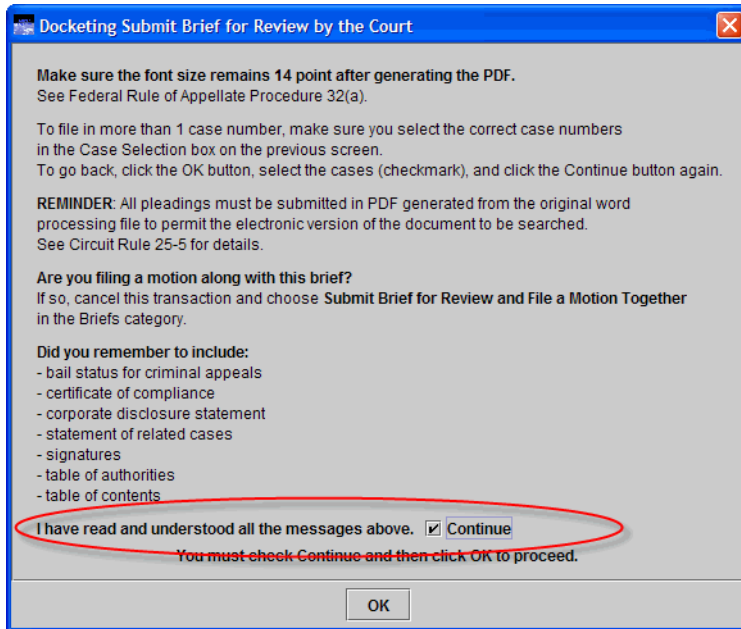 Docketing Submit Brief for Review by the Court
Make sure the font size remains 14 point after generating the PDF.
See Federal Rule of Appellate Procedure 32(a).
To file in more than 1 case number, make sure you select the correct case numbers
in the Case Selection box on the previous screen.
To go back, click the OK button, select the cases (checkmark), and click the Continue button again.
REMINDER: All pleadings must be submitted in PDF generated from the original word
processing file to permit the electronic version of the document to be searched.
See Circuit Rule 25-5 for details.
Are you filing a motion along with this brief?
If so, cancel this transaction and choose Submit Brief for Review and File a Motion Together
in the Briefs category.
Did you remember to include:
- bail status for criminal appeals
- certificate of compliance
- corporate disclosure statement
- statement of related cases
- signatures
- table of authorities
- table of contents
I have read and understood all the messages above. Continue
You must check Continue and then click OK to proceed.
OK